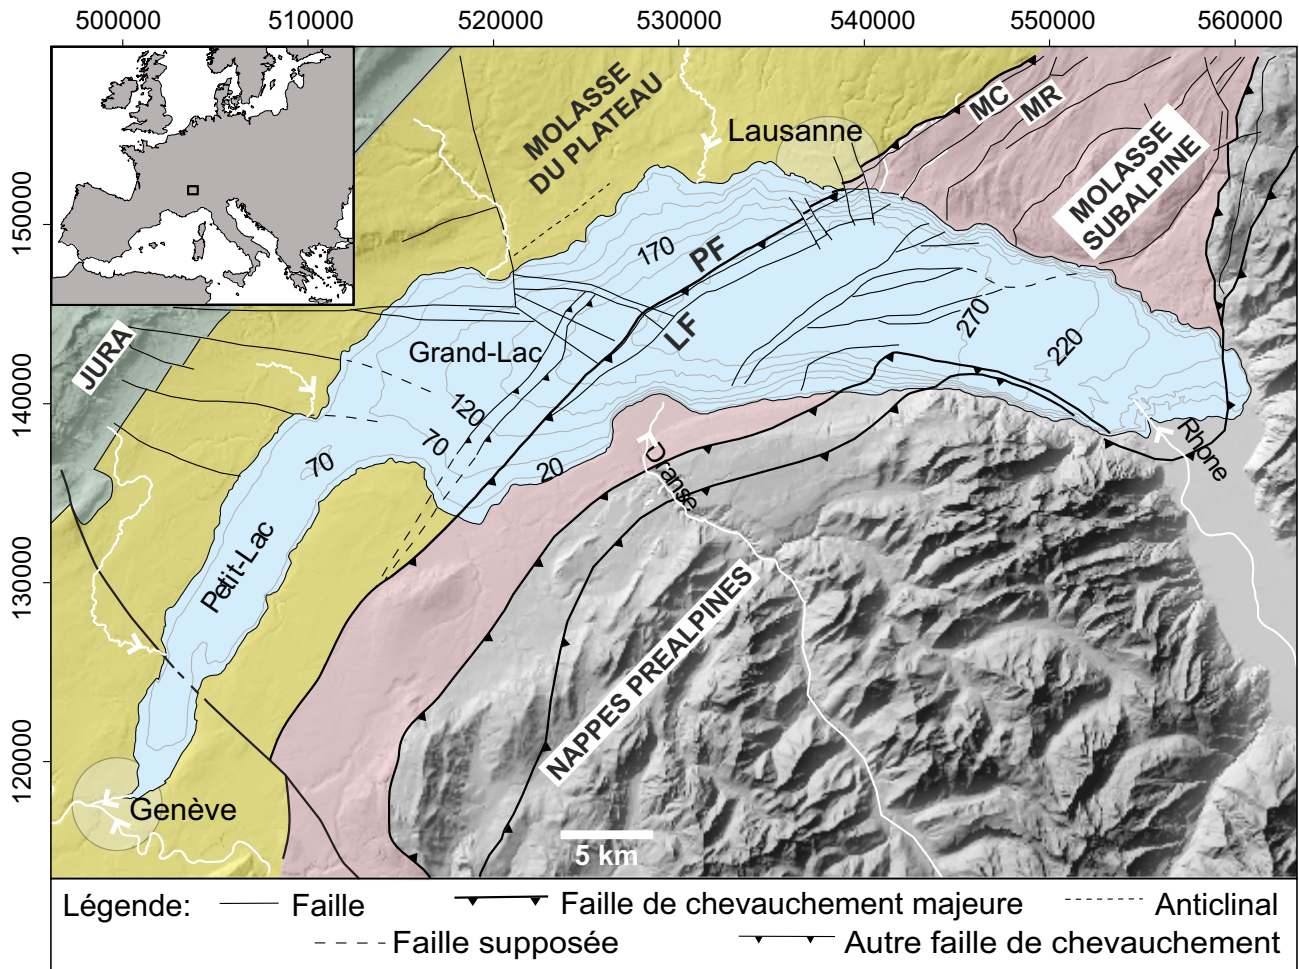 500000 510000 520000 530000 540000 550000 560000
150000
140000
130000
120000
MOLASSE
DU PLATEAU
Lausanne
MC
MR
MOLASSE
SUBALPINE
170
PF
LF
270
220
JURA
Grand-Lac
120
70
70
20
Petit-Lac
Dranse
Rhone
NAPPES PREALPINES
Genève
5 km
Légende: Faille Faille de chevauchement majeure Anticlinal
Faille supposée Autre faille de chevauchement